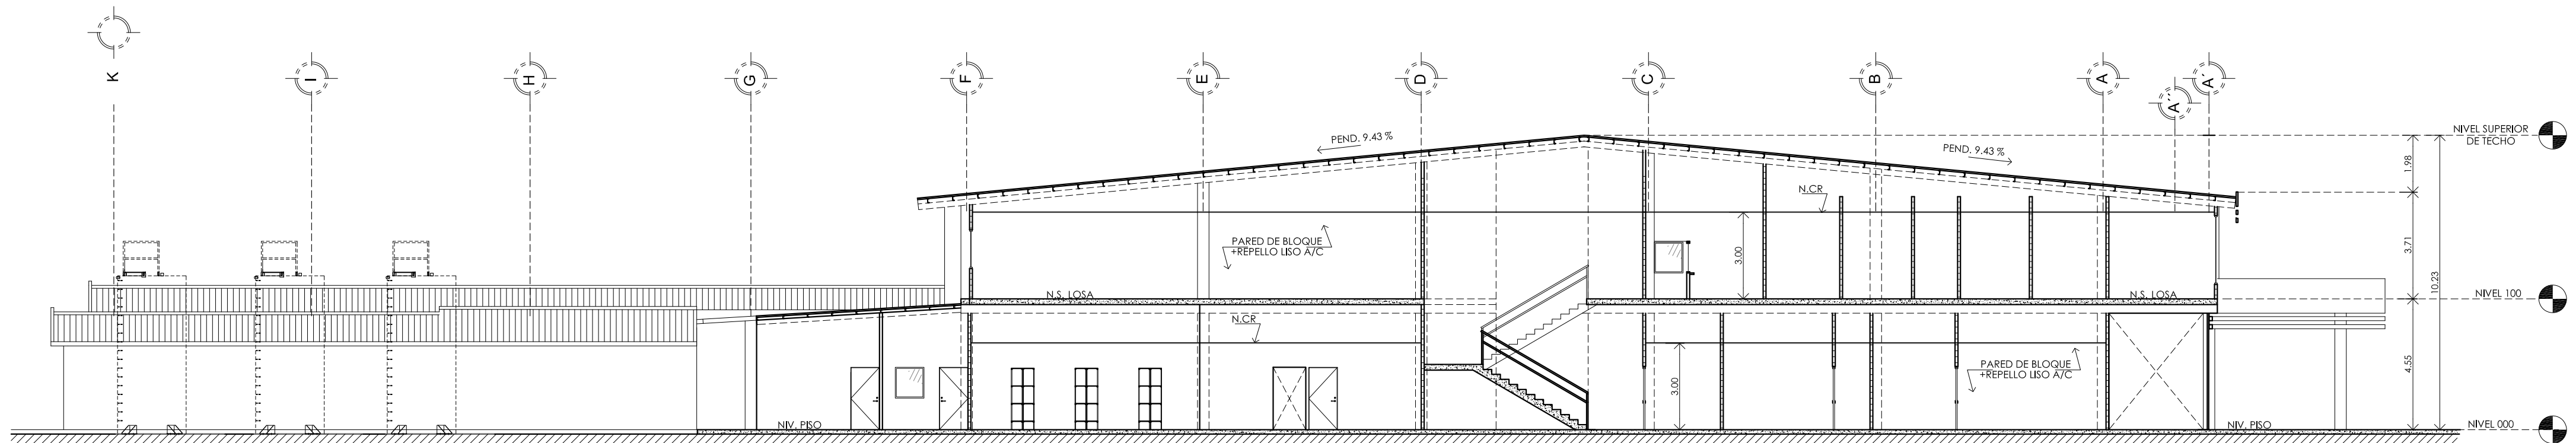 K
I
H
G
F
E
D
C
B
A
A´´
A´
PEND. 9.43 %
PEND. 9.43 %
NIVEL SUPERIOR
DE TECHO
1.98
N.CR
PARED DE BLOQUE
+REPELLO LISO A/C
3.00
3.71
10.23
N.S. LOSA
N.S. LOSA
NIVEL 100
N.CR
PARED DE BLOQUE
+REPELLO LISO A/C
3.00
4.55
NIV. PISO
NIV. PISO
NIVEL 000